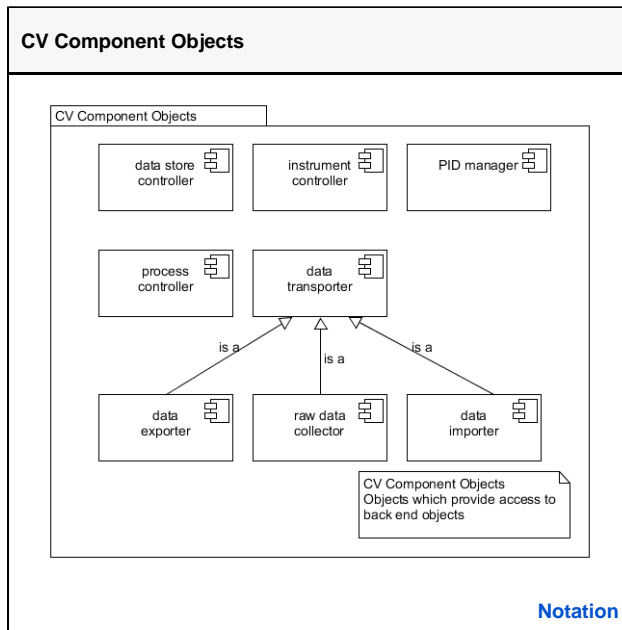 CV Component Objects
CV Component Objects
data store
controller
instrument
controller
PID manager
process
controller
data
transporter
is a
is a
is a
data
exporter
raw data
collector
data
importer
CV Component Objects
Objects which provide access to
back end objects
Notation